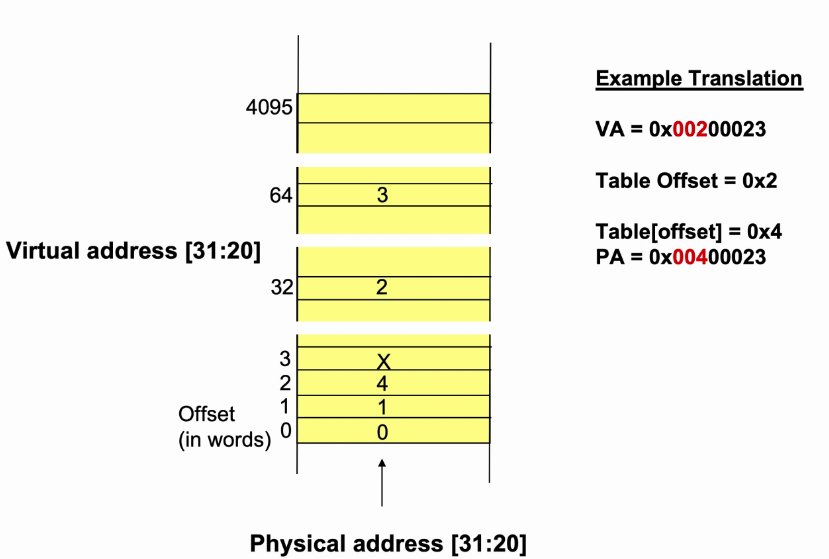 4095
64
3
Virtual address [31:20]
32
2
3
X
2
4
1
1
Offset
(in words)
0
0
Physical address [31:20]
Example Translation
VA = 0x00200023
Table Offset = 0x2
Table[offset] = 0x4
PA = 0x00400023